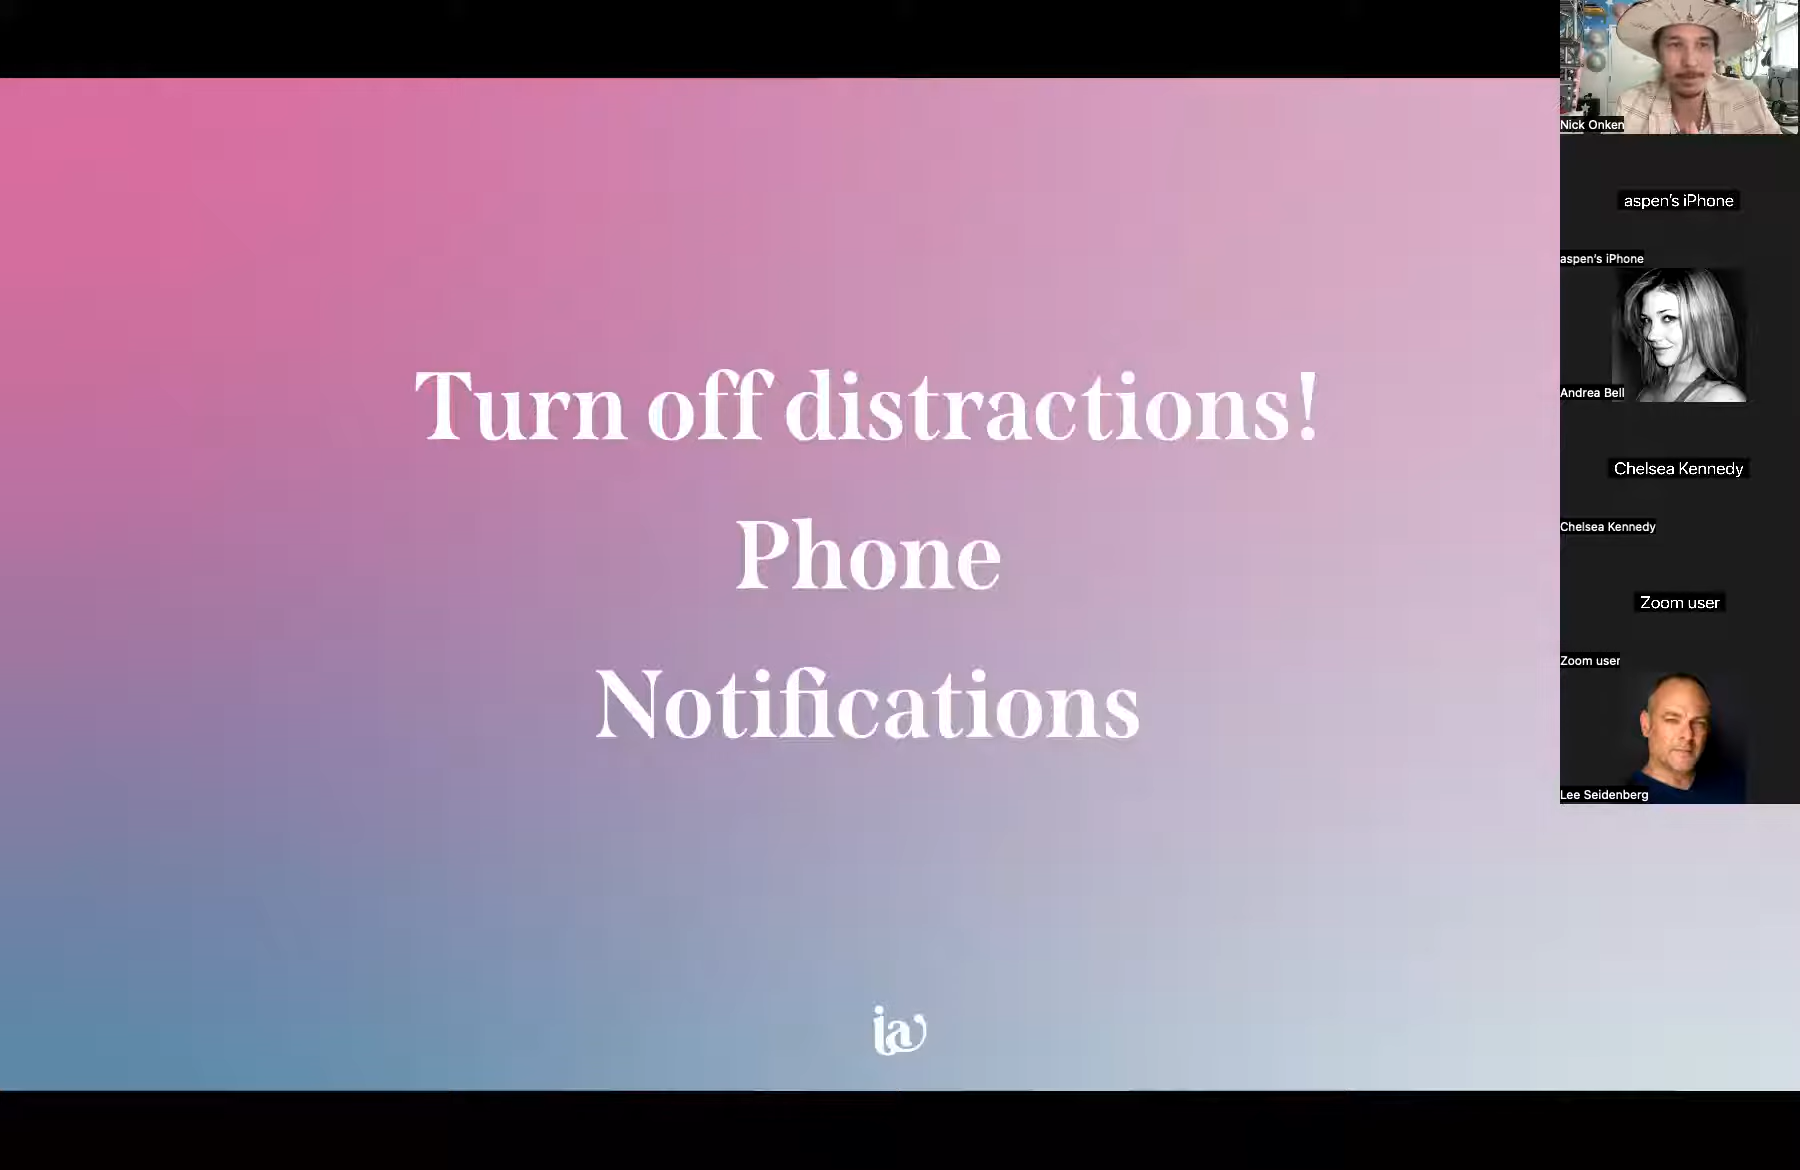 Turn off distractions!
Phone
Notifications
ia
Nick Onken
aspen's iPhone
aspen's iPhone
Andrea Bell
Chelsea Kennedy
Chelsea Kennedy
Zoom user
Zoom user
Lee Seidenberg